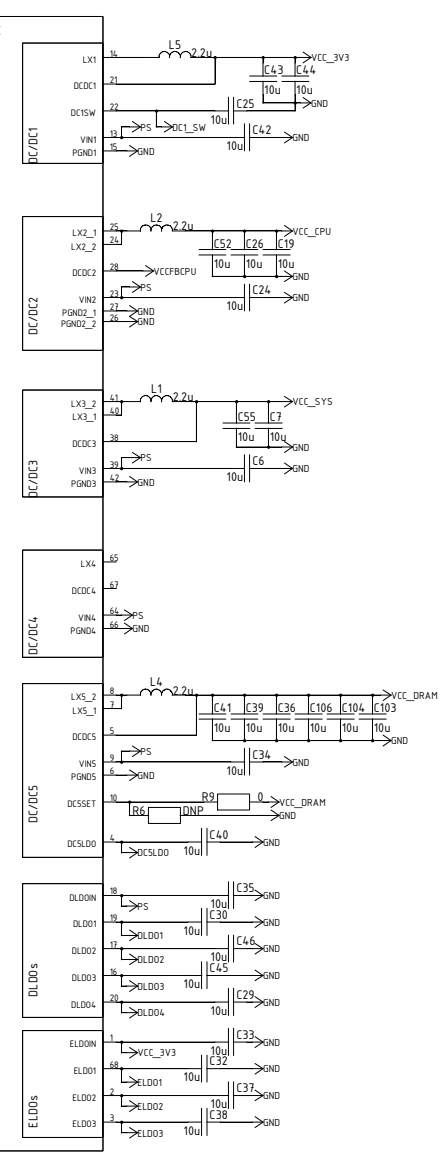 DC/DC1
LX1 14 L5 2.2u VCC_3V3
DCDC1 21 C43 C44
10u 10u
DC1SW 22 C25 GND
10u
VIN1 13 PS DC1_SW C42 GND
10u
PGND1 15 GND
DC/DC2
LX2_1 25 L2 2.2u VCC_CPU
LX2_2 24 C52 C26 C19
10u 10u 10u
DCDC2 28 VCCFBCPU GND
PS
VIN2 23 C24 GND
10u
PGND2_1 27 GND
PGND2_2 26 GND
DC/DC3
LX3_2 41 L1 2.2u VCC_SYS
LX3_1 40 C55 C7
10u 10u
DCDC3 38 GND
PS
VIN3 39 C6 GND
10u
PGND3 42 GND
DC/DC4
LX4 65
DCDC4 67
VIN4 64 PS
PGND4 66 GND
DC/DC5
LX5_2 8 L4 2.2u VCC_DRAM
LX5_1 7 C41 C39 C36 C106 C104 C103
10u 10u 10u 10u 10u 10u
DCDC5 5 GND
PS
VIN5 9 C34 GND
10u
PGND5 6 GND
DC5SET 10 R9 0 VCC_DRAM
R6 DNP GND
DC5LDO 4 C40 GND
DC5LDO 10u
DLDOs
DLDOIN 18 C35 GND
PS 10u
DLDO1 19 C30 GND
DLDO1 10u
DLDO2 17 C46 GND
DLDO2 10u
DLDO3 16 C45 GND
DLDO3 10u
DLDO4 20 C29 GND
DLDO4 10u
ELDOs
ELDOIN 1 C33 GND
VCC_3V3 10u
ELDO1 68 C32 GND
ELDO1 10u
ELDO2 2 C37 GND
ELDO2 10u
ELDO3 3 C38 GND
ELDO3 10u